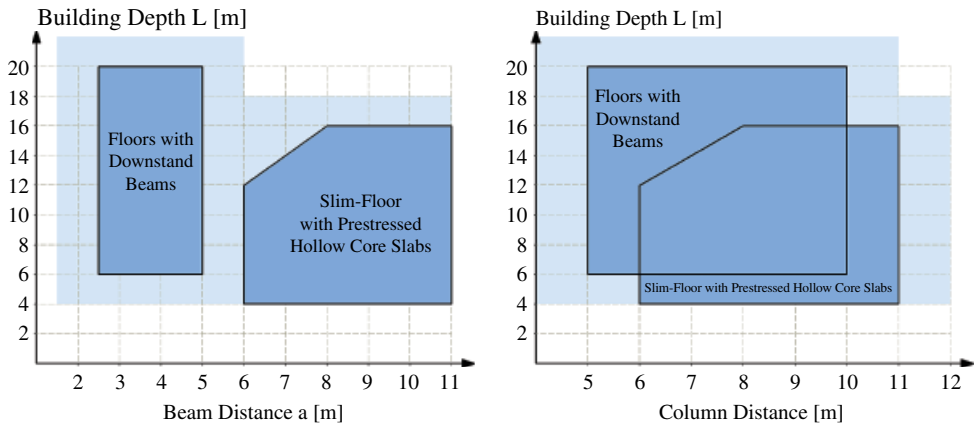 Building Depth L [m]
20
18
16
14
12
10
8
6
4
2
Floors with
Downstand
Beams
Slim-Floor
with Prestressed
Hollow Core Slabs
2
3
4
5
6
7
8
9
10
11
Beam Distance a [m]
Building Depth L [m]
20
18
16
14
12
10
8
6
4
2
Floors with
Downstand
Beams
Slim-Floor with Prestressed Hollow Core Slabs
5
6
7
8
9
10
11
12
Column Distance [m]